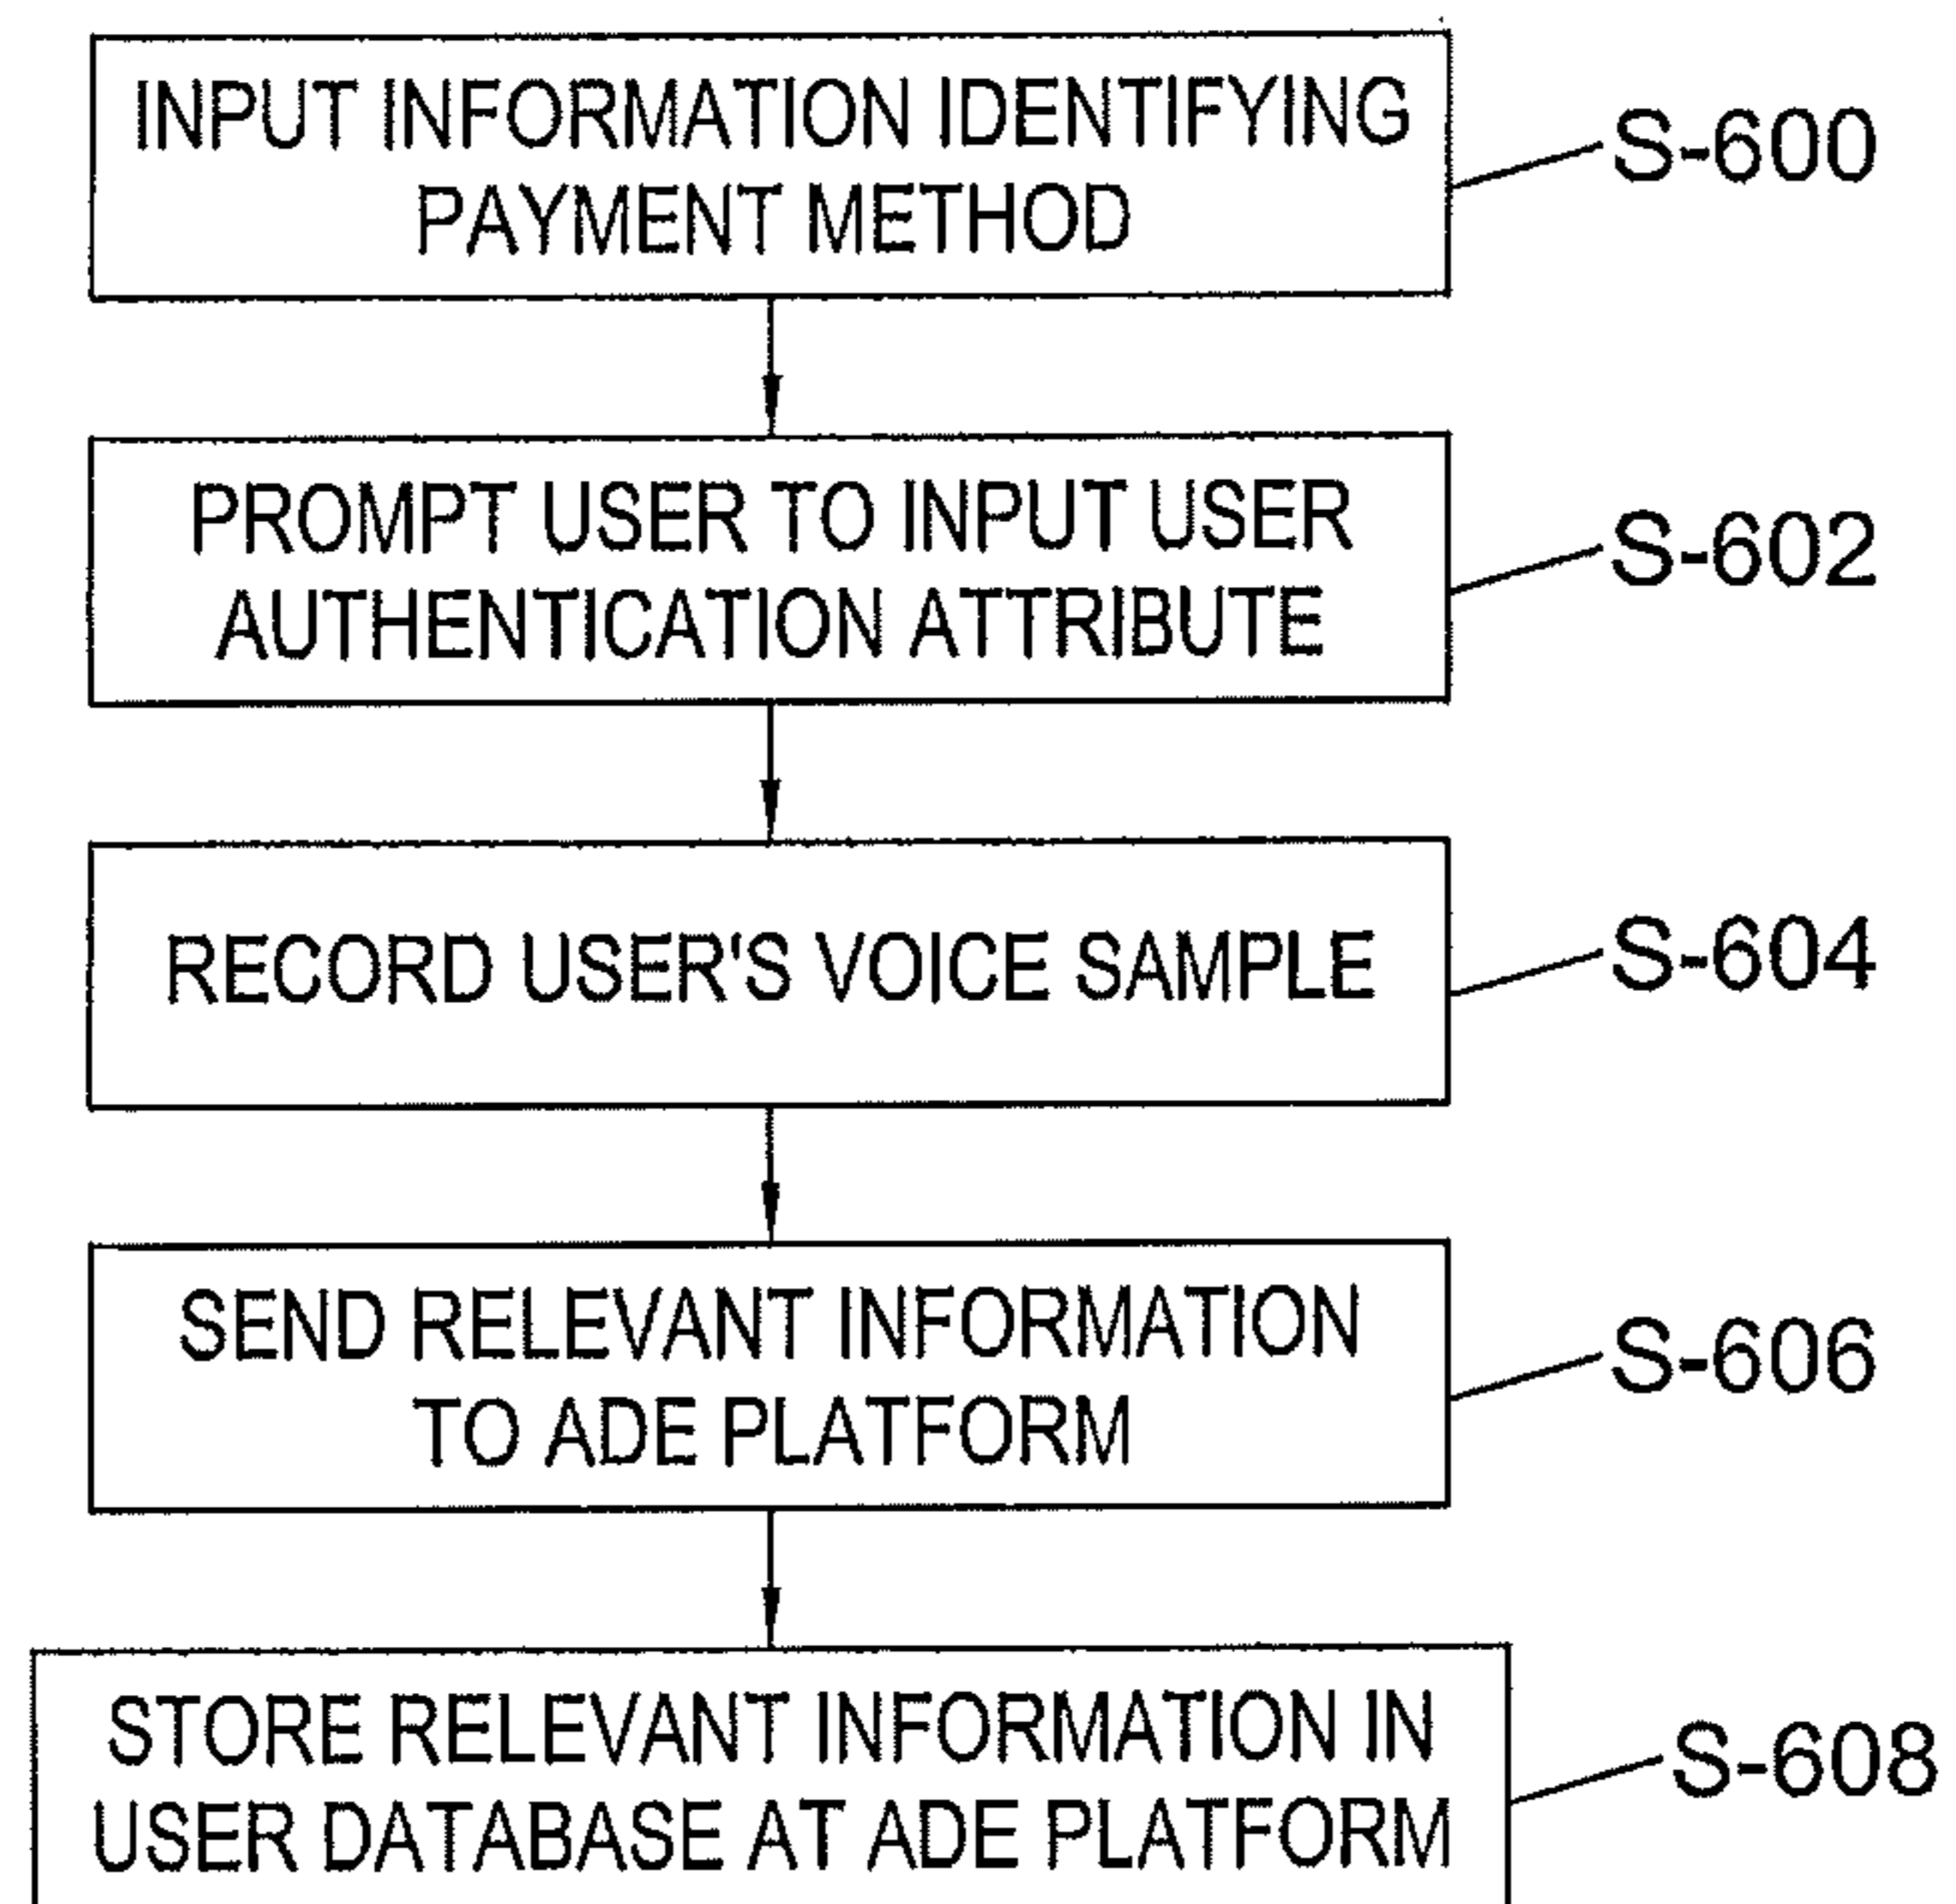 INPUT INFORMATION IDENTIFYING
PAYMENT METHOD
S-600
PROMPT USER TO INPUT USER
AUTHENTICATION ATTRIBUTE
S-602
RECORD USER'S VOICE SAMPLE
S-604
SEND RELEVANT INFORMATION
TO ADE PLATFORM
S-606
STORE RELEVANT INFORMATION IN
USER DATABASE AT ADE PLATFORM
S-608